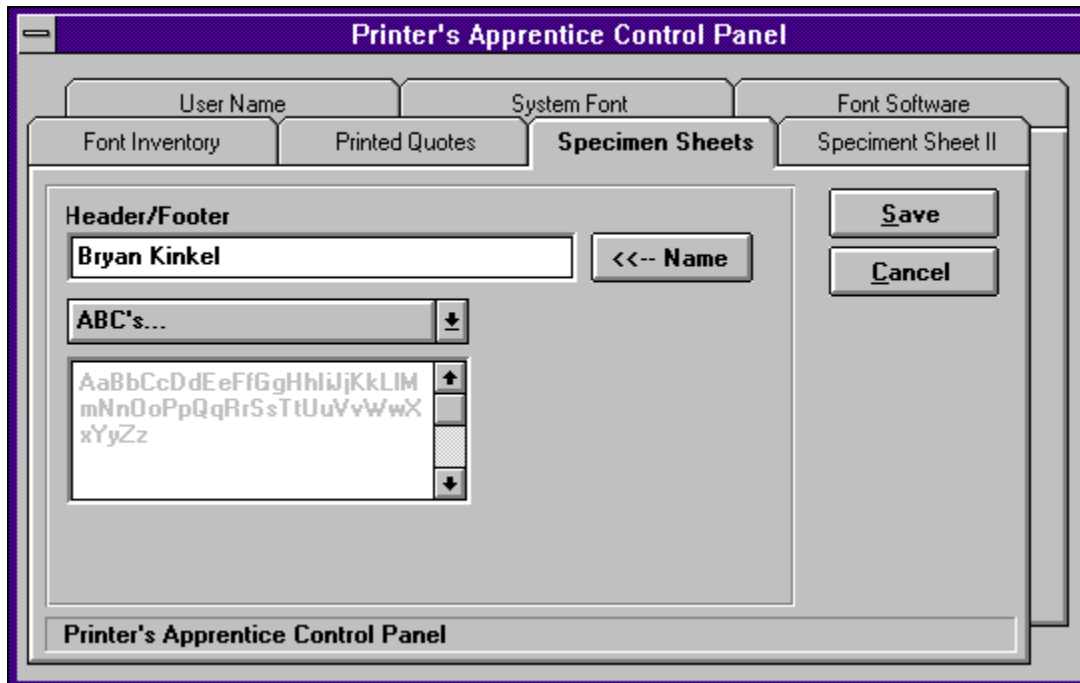 Printer's Apprentice Control Panel
User Name System Font Font Software
Font Inventory Printed Quotes Specimen Sheets Speciment Sheet II
Header/Footer
Save
Bryan Kinkel <<-- Name
Cancel
ABC's...
AaBbCcDdEeFfGgHhIiJjKkLlM
mNnOoPpQqRrSsTtUuVvWwX
xYyZz
Printer's Apprentice Control Panel